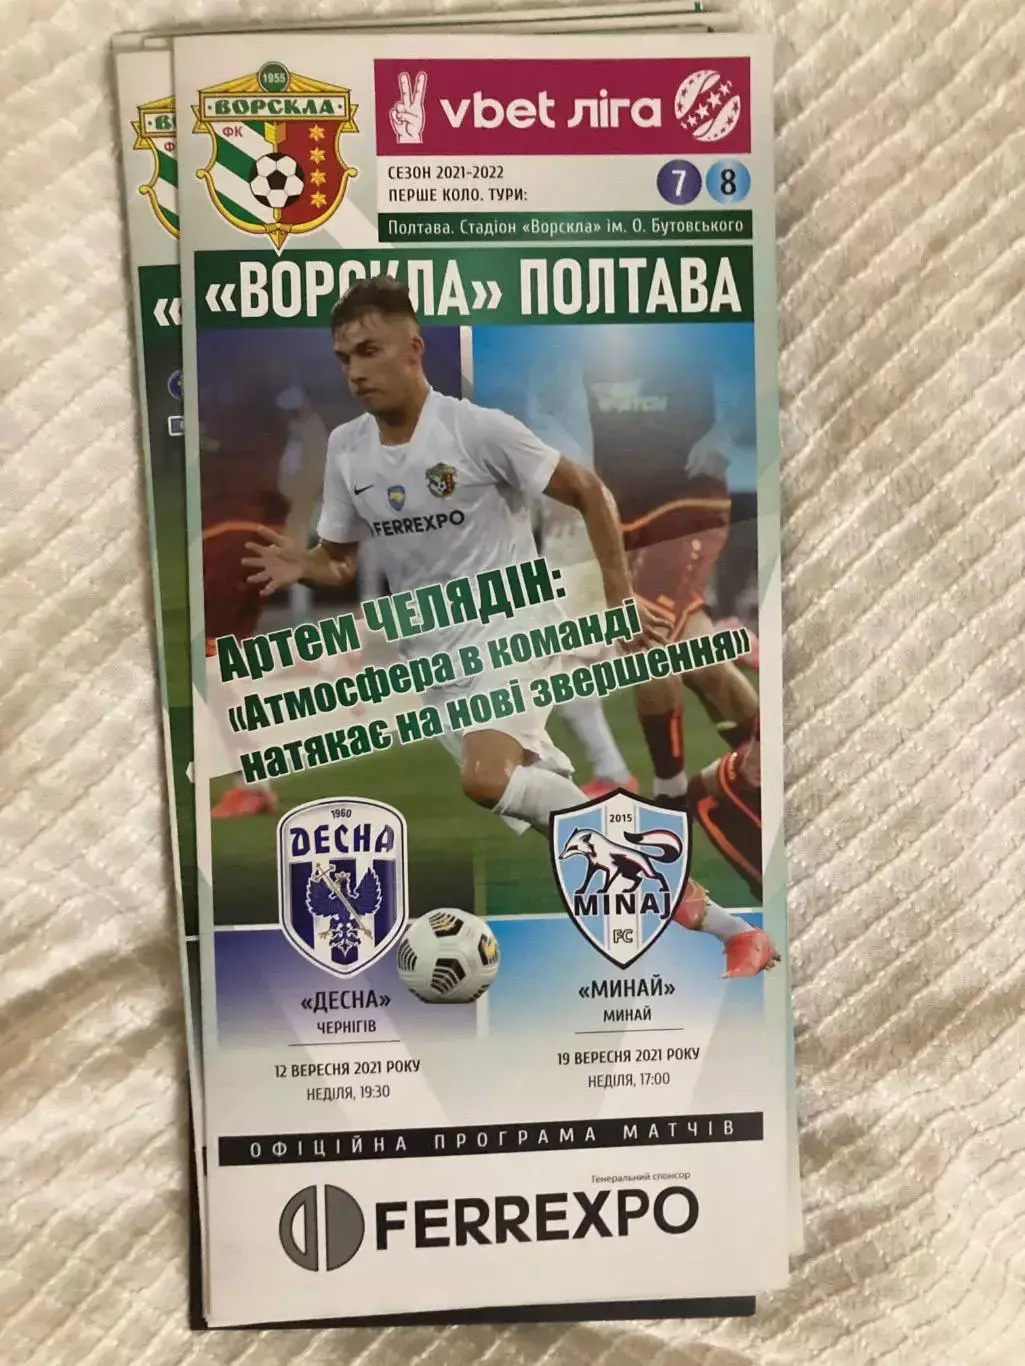 1955
ВОРСКЛА
ФК
vbet ліга
СЕЗОН 2021-2022
ПЕРШЕ КОЛО. ТУРИ:
7 8
Полтава. Стадіон «Ворскла» ім. О. Бутовського
«ВОРСКЛА» ПОЛТАВА
FERREXPO
Артем ЧЕЛЯДІН:
«Атмосфера в команді
натякає на нові звершення»
1960
ДЕСНА
2015
MINAJ
FC
«ДЕСНА»
ЧЕРНІГІВ
12 ВЕРЕСНЯ 2021 РОКУ
НЕДІЛЯ, 19:30
«МИНАЙ»
МИНАЙ
19 ВЕРЕСНЯ 2021 РОКУ
НЕДІЛЯ, 17:00
ОФІЦІЙНА ПРОГРАМА МАТЧІВ
Генеральний спонсор
FERREXPO